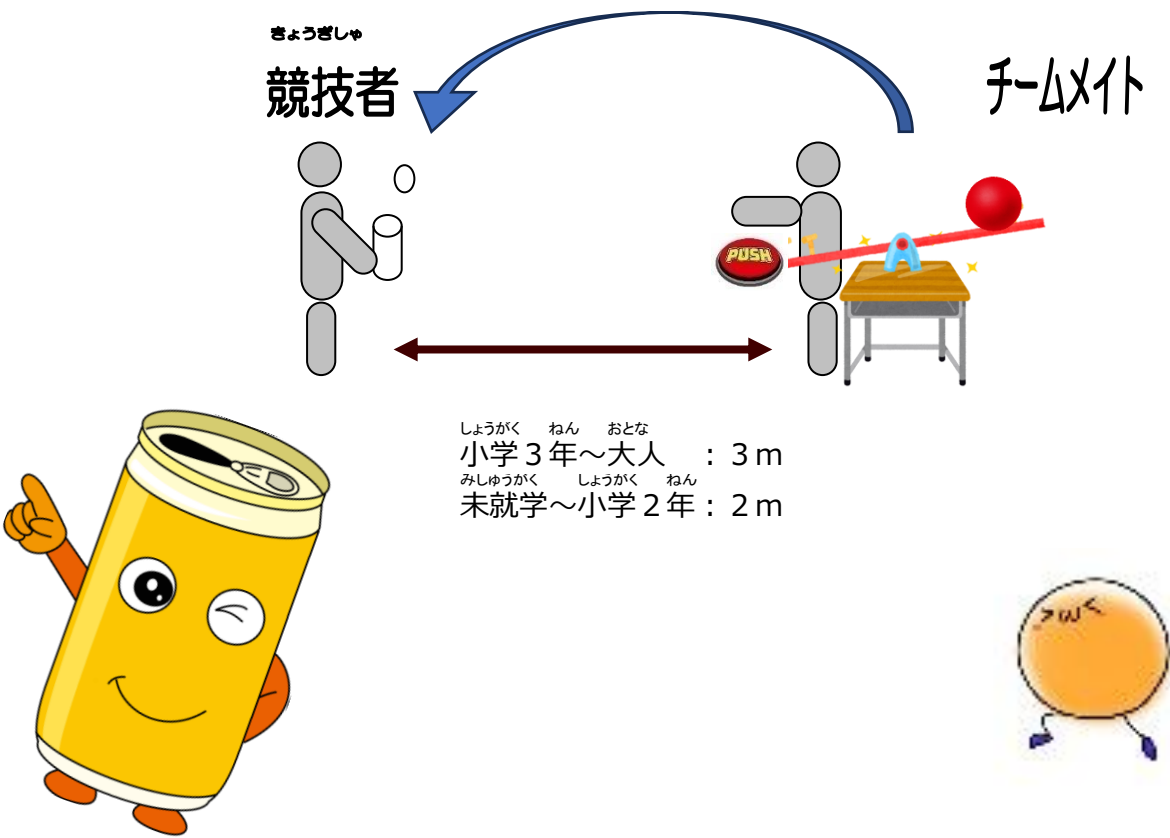 きょうぎしゃ
競技者
チームメイト
PUSH
しょうがく ねん おとな
小学３年～大人 ：３ｍ
みしゅうがく しょうがく ねん
未就学～小学２年：２ｍ
>ω<